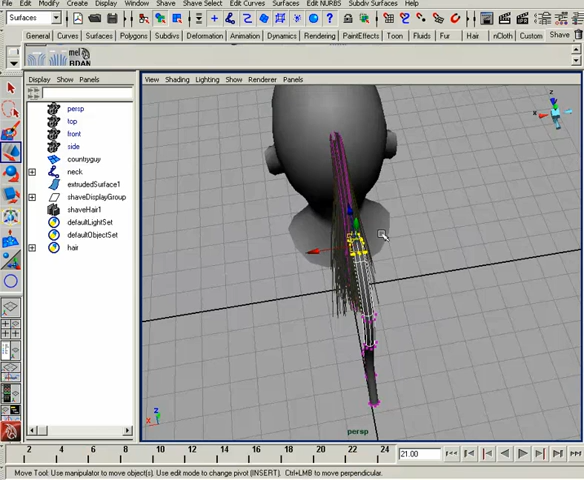 File Edit Modify Create Display Window Shave Shave Select Edit Curves Surfaces Edit NURBS Subdiv Surfaces Help
Surfaces
General Curves Surfaces Polygons Subdivs Deformation Animation Dynamics Rendering PaintEffects Toon Fluids Fur Hair nCloth Custom Shave
mel
BDAN
Display Show Panels
View Shading Lighting Show Renderer Panels
persp
top
front
side
countryguy
neck
extrudedSurface1
shaveDisplayGroup
shaveHair1
defaultLightSet
defaultObjectSet
hair
z
x
z
x
persp
2 4 6 8 10 12 14 16 18 20 22 24
21.00
Move Tool: Use manipulator to move object(s). Use edit mode to change pivot (INSERT). Ctrl+LMB to move perpendicular.